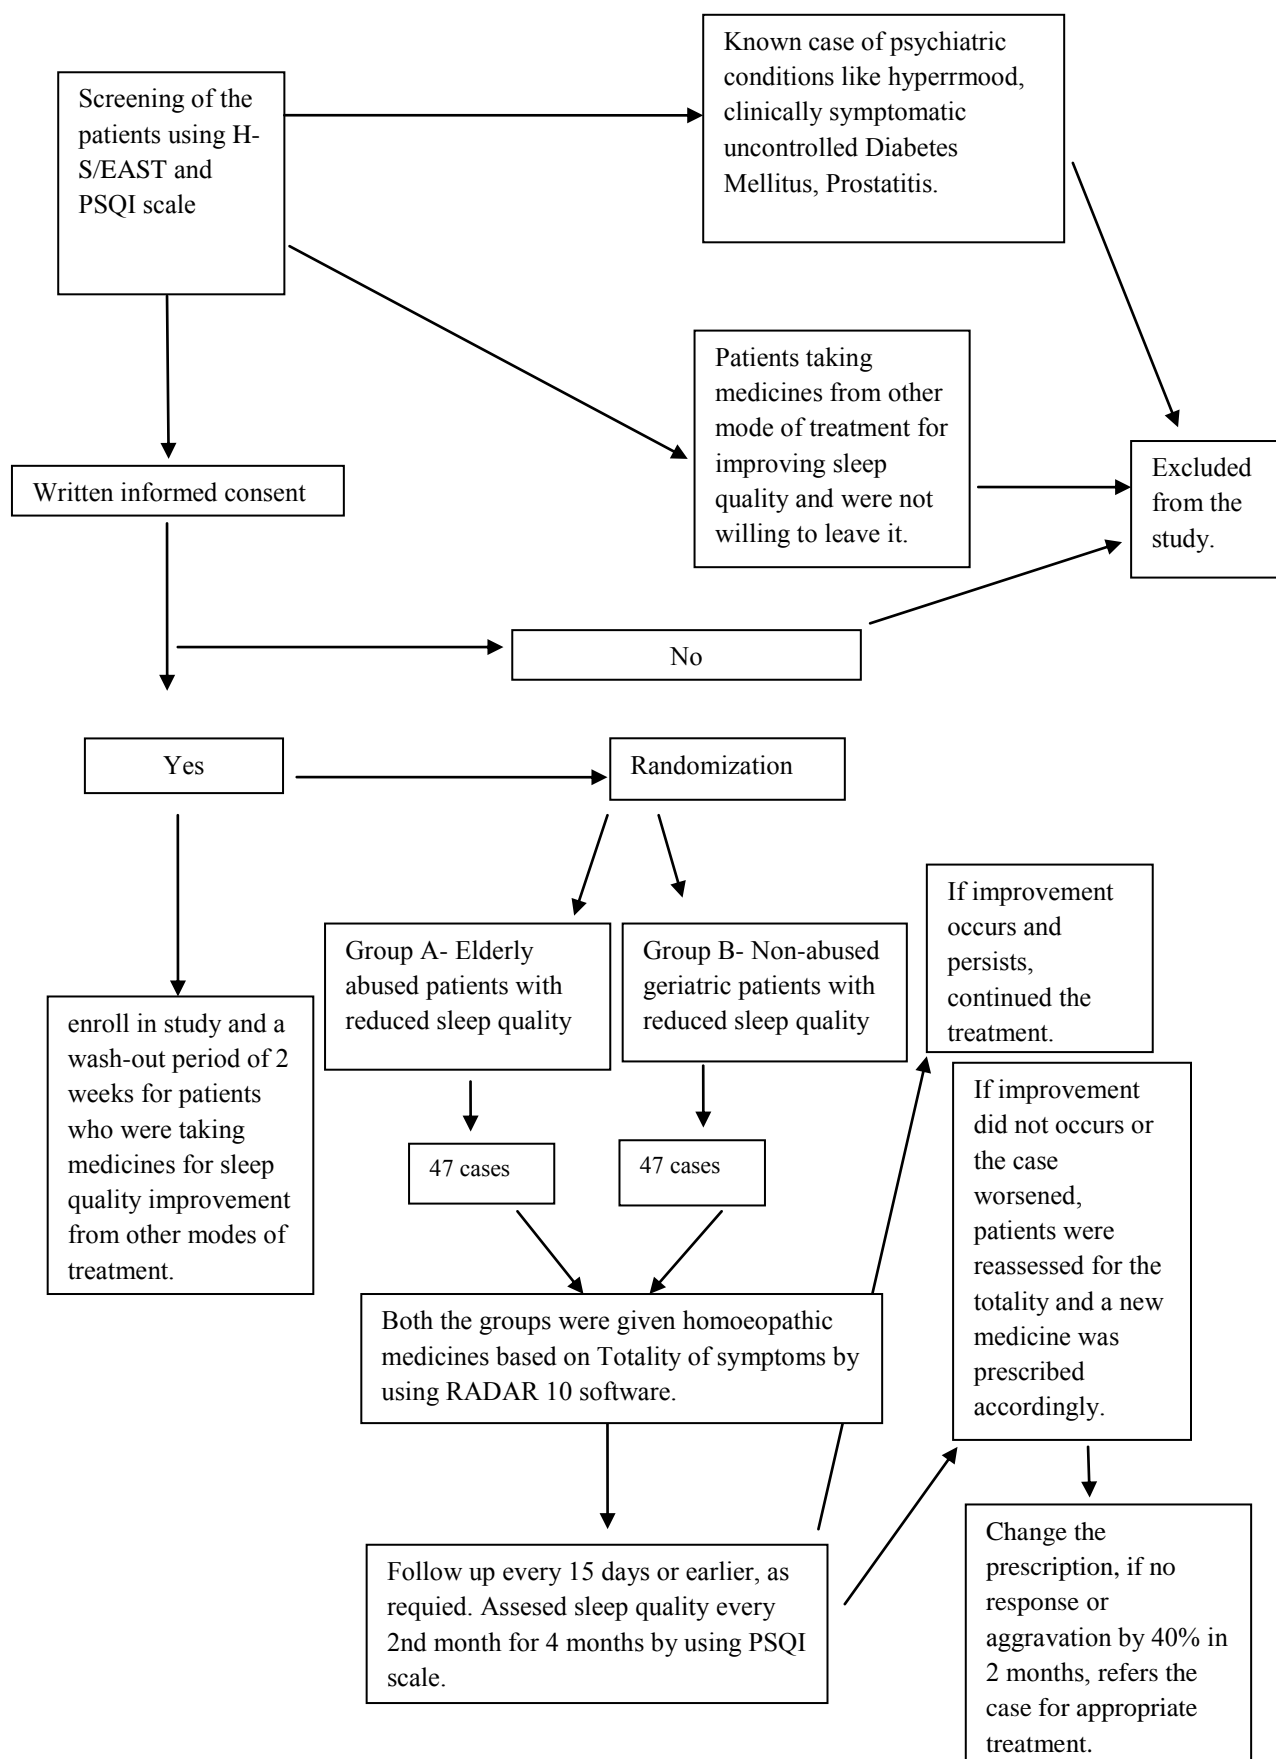 Screening of the
patients using H-
S/EAST and
PSQI scale
Known case of psychiatric
conditions like hyperrmood,
clinically symptomatic
uncontrolled Diabetes
Mellitus, Prostatitis.
Patients taking
medicines from other
mode of treatment for
improving sleep
quality and were not
willing to leave it.
Excluded
from the
study.
Written informed consent
No
Yes
Randomization
enroll in study and a
wash-out period of 2
weeks for patients
who were taking
medicines for sleep
quality improvement
from other modes of
treatment.
Group A- Elderly
abused patients with
reduced sleep quality
Group B- Non-abused
geriatric patients with
reduced sleep quality
47 cases
47 cases
Both the groups were given homoeopathic
medicines based on Totality of symptoms by
using RADAR 10 software.
Follow up every 15 days or earlier, as
requied. Assesed sleep quality every
2nd month for 4 months by using PSQI
scale.
If improvement
occurs and
persists,
continued the
treatment.
If improvement
did not occurs or
the case
worsened,
patients were
reassessed for the
totality and a new
medicine was
prescribed
accordingly.
Change the
prescription, if no
response or
aggravation by 40% in
2 months, refers the
case for appropriate
treatment.